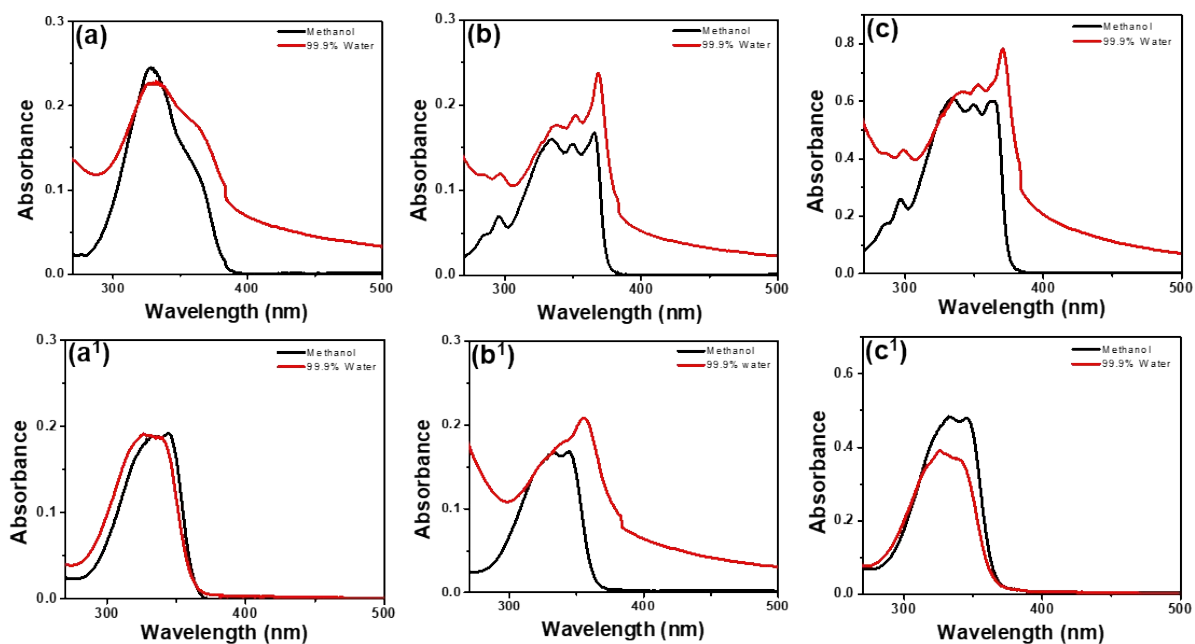 (a)
Methanol
99.9% Water
0.3
0.2
0.1
0.0
Absorbance
300
400
500
Wavelength (nm)
(b)
Methanol
99.9% Water
0.3
0.2
0.1
0.0
Absorbance
300
400
500
Wavelength (nm)
(c)
Methanol
99.9% Water
0.8
0.6
0.4
0.2
0.0
Absorbance
300
400
500
Wavelength (nm)
(a¹)
Methanol
99.9% Water
0.3
0.2
0.1
0.0
Absorbance
300
400
500
Wavelength (nm)
(b¹)
Methanol
99.9% water
0.3
0.2
0.1
0.0
Absorbance
300
400
500
Wavelength (nm)
(c¹)
Methanol
99.9% Water
0.6
0.4
0.2
0.0
Absorbance
300
400
500
Wavelength (nm)